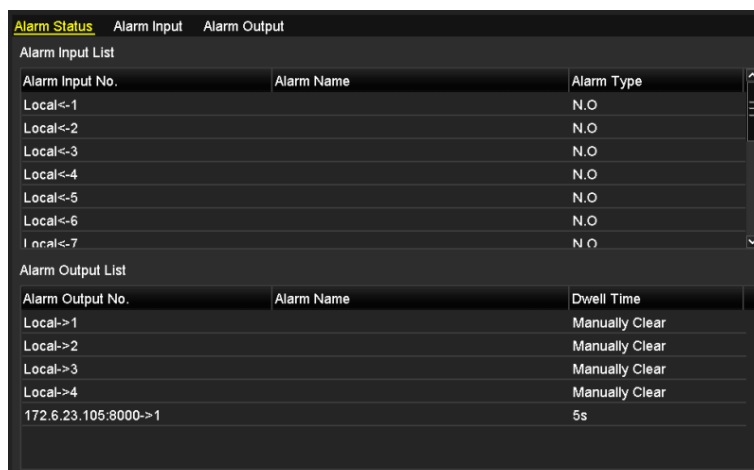 Alarm Status Alarm Input Alarm Output
Alarm Input List
Alarm Input No. Alarm Name Alarm Type
Local<-1 N.O
Local<-2 N.O
Local<-3 N.O
Local<-4 N.O
Local<-5 N.O
Local<-6 N.O
Local<-7 N.O
Alarm Output List
Alarm Output No. Alarm Name Dwell Time
Local->1 Manually Clear
Local->2 Manually Clear
Local->3 Manually Clear
Local->4 Manually Clear
172.6.23.105:8000->1 5s